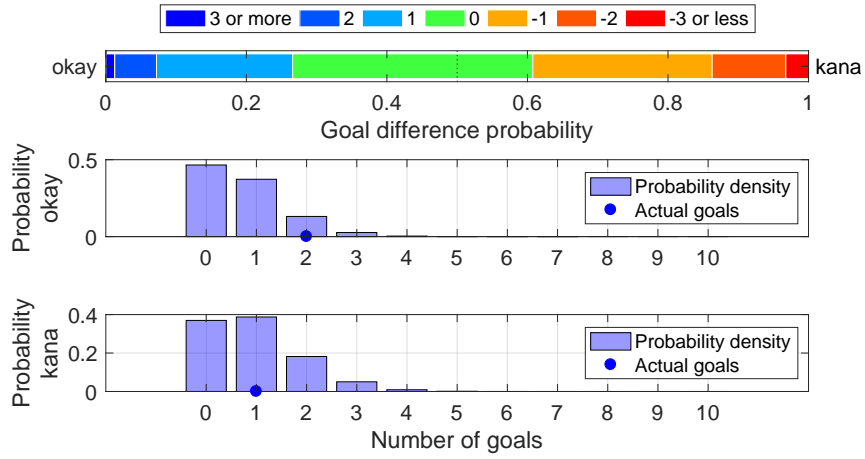 3 or more 2 1 0 -1 -2 -3 or less
okay kana
0 0.2 0.4 0.6 0.8 1
Goal difference probability
Probability
okay
0.5
0
Probability density
Actual goals
0 1 2 3 4 5 6 7 8 9 10
Probability
kana
0.4
0.2
0
Probability density
Actual goals
0 1 2 3 4 5 6 7 8 9 10
Number of goals